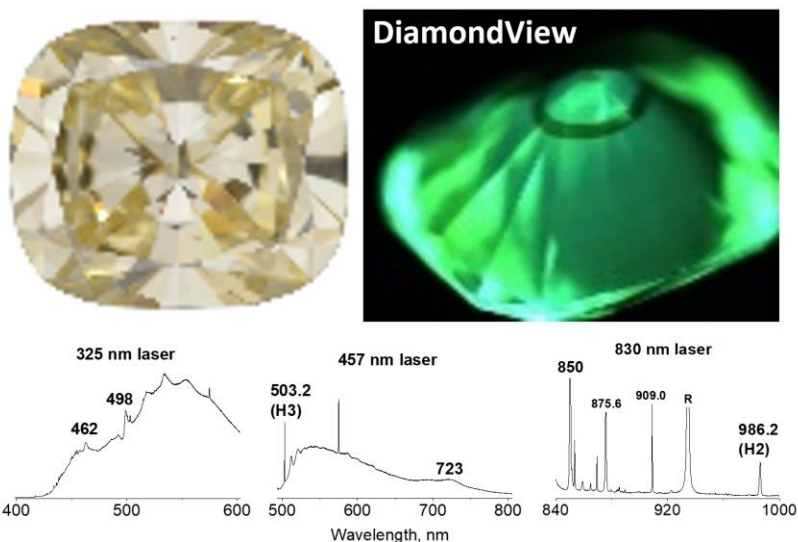 DiamondView
325 nm laser
457 nm laser
830 nm laser
462
498
400
500
600
503.2
(H3)
723
500
600
700
800
850
875.6
909.0
R
986.2
(H2)
840
920
1000
Wavelength, nm